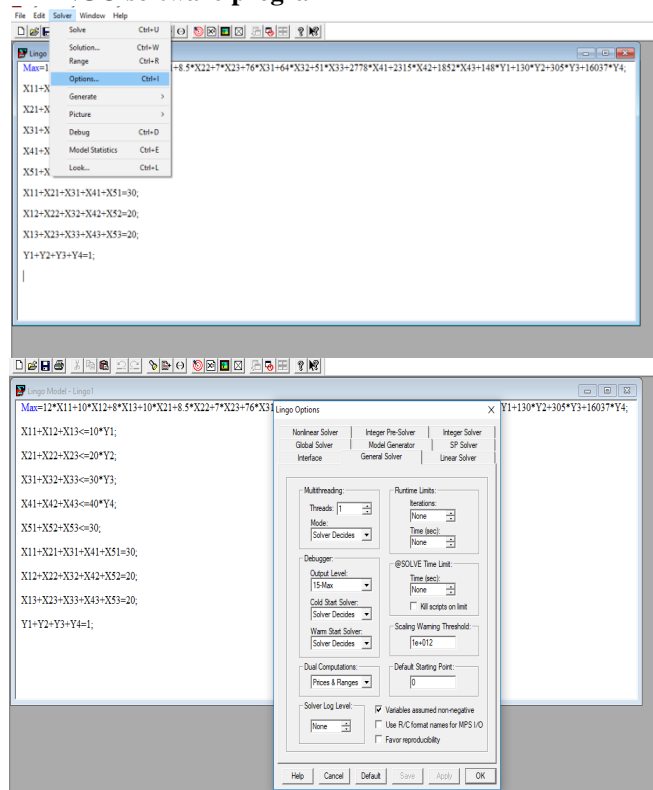 software program
File Edit Solver Window Help
Solve Ctrl+U
Solution... Ctrl+W
Range Ctrl+R
Options... Ctrl+I
Generate >
Picture >
Debug Ctrl+D
Model Statistics Ctrl+E
Look... Ctrl+L
Lingo
Max=1 +8.5*X22+7*X23+76*X31+64*X32+51*X33+2778*X41+2315*X42+1852*X43+148*Y1+130*Y2+305*Y3+16037*Y4;
X11+X
X21+X
X31+X
X41+X
X51+X
X11+X21+X31+X41+X51=30;
X12+X22+X32+X42+X52=20;
X13+X23+X33+X43+X53=20;
Y1+Y2+Y3+Y4=1;
Lingo Model - Lingo1
Max=12*X11+10*X12+8*X13+10*X21+8.5*X22+7*X23+76*X31 Y1+130*Y2+305*Y3+16037*Y4;
X11+X12+X13<=10*Y1;
X21+X22+X23<=20*Y2;
X31+X32+X33<=30*Y3;
X41+X42+X43<=40*Y4;
X51+X52+X53<=30;
X11+X21+X31+X41+X51=30;
X12+X22+X32+X42+X52=20;
X13+X23+X33+X43+X53=20;
Y1+Y2+Y3+Y4=1;
Lingo Options X
Nonlinear Solver Integer Pre-Solver Integer Solver
Global Solver Model Generator SP Solver
Interface General Solver Linear Solver
Multithreading:
Threads: 1
Mode:
Solver Decides
Debugger:
Output Level:
15-Max
Cold Start Solver:
Solver Decides
Warm Start Solver:
Solver Decides
Dual Computations:
Prices & Ranges
Solver Log Level:
None
Runtime Limits:
Iterations:
None
Time (sec):
None
@SOLVE Time Limit:
Time (sec):
None
Kill scripts on limit
Scaling Warning Threshold:
1e+012
Default Starting Point:
0
Variables assumed non-negative
Use R/C format names for MPS I/O
Favor reproducibility
Help Cancel Default Save Apply OK